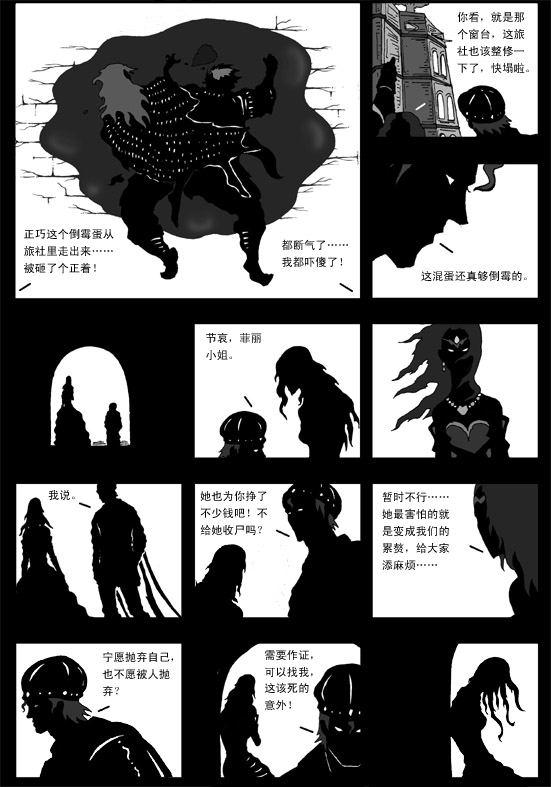 正巧这个倒霉蛋从
旅社里走出来……
被砸了个正着！
都断气了……
我都吓傻了！
你看，就是那
个窗台，这旅
社也该整修一
下了，快塌啦。
这混蛋还真够倒霉的。
节哀，菲丽
小姐。
我说。
她也为你挣了
不少钱吧！不
给她收尸吗？
暂时不行……
她最害怕的就
是变成我们的
累赘，给大家
添麻烦……
宁愿抛弃自己，
也不愿被人抛
弃？
需要作证，
可以找我，
这该死的
意外！